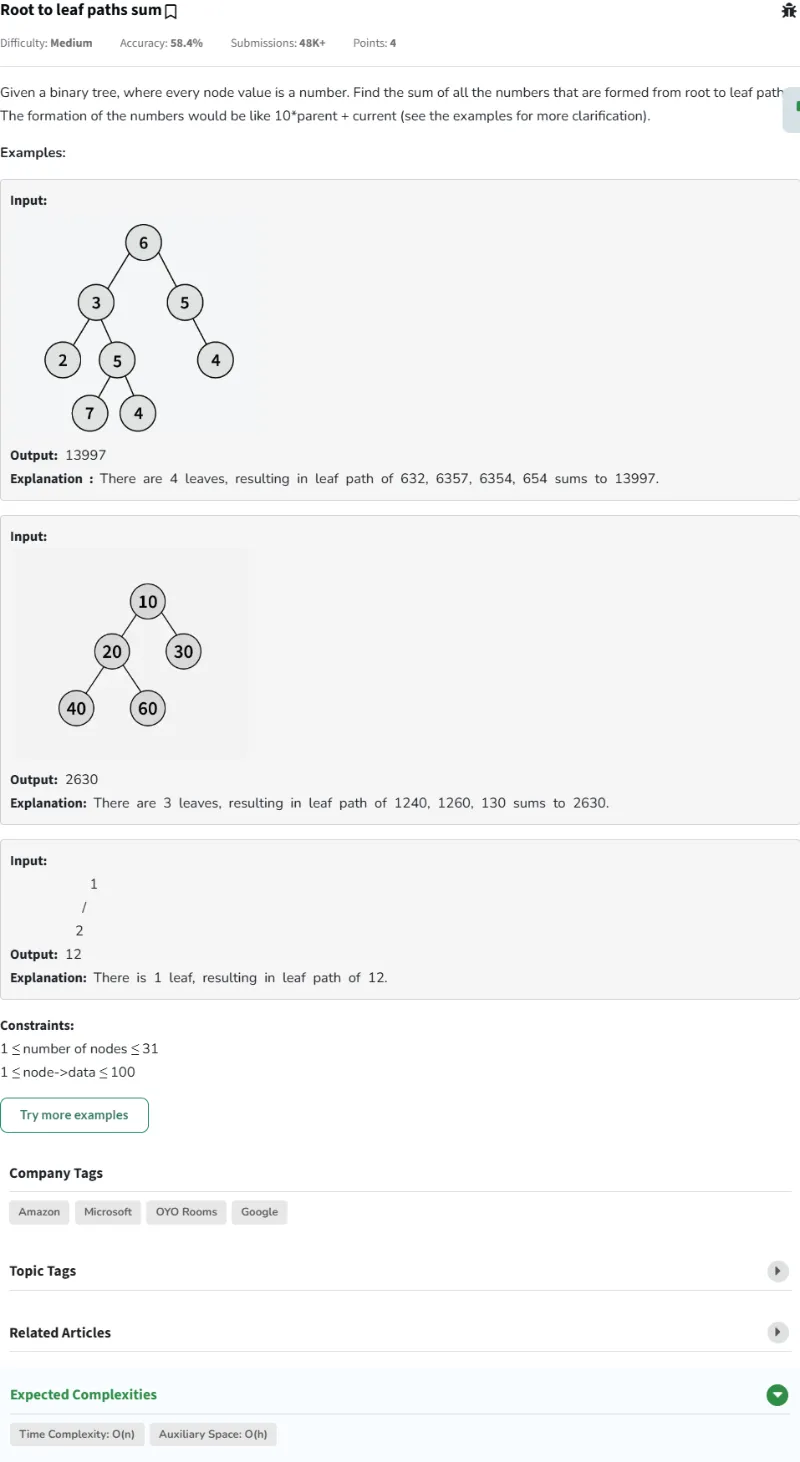 Root to leaf paths sum
Difficulty: Medium Accuracy: 58.4% Submissions: 48K+ Points: 4
Given a binary tree, where every node value is a number. Find the sum of all the numbers that are formed from root to leaf path
The formation of the numbers would be like 10*parent + current (see the examples for more clarification).
Examples:
Input:
6
3 5
2 5 4
7 4
Output: 13997
Explanation : There are 4 leaves, resulting in leaf path of 632, 6357, 6354, 654 sums to 13997.
Input:
10
20 30
40 60
Output: 2630
Explanation: There are 3 leaves, resulting in leaf path of 1240, 1260, 130 sums to 2630.
Input:
1
/
2
Output: 12
Explanation: There is 1 leaf, resulting in leaf path of 12.
Constraints:
1 ≤ number of nodes ≤ 31
1 ≤ node->data ≤ 100
Try more examples
Company Tags
Amazon Microsoft OYO Rooms Google
Topic Tags
Related Articles
Expected Complexities
Time Complexity: O(n) Auxiliary Space: O(h)